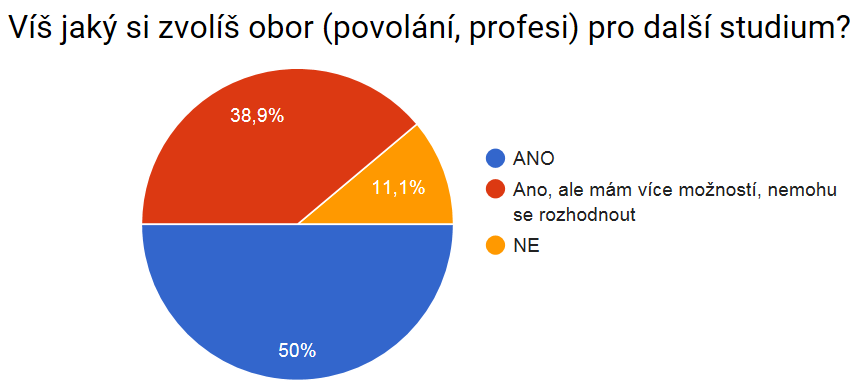 Víš jaký si zvolíš obor (povolání, profesi) pro další studium?
38,9%
11,1%
50%
ANO
Ano, ale mám více možností, nemohu
se rozhodnout
NE